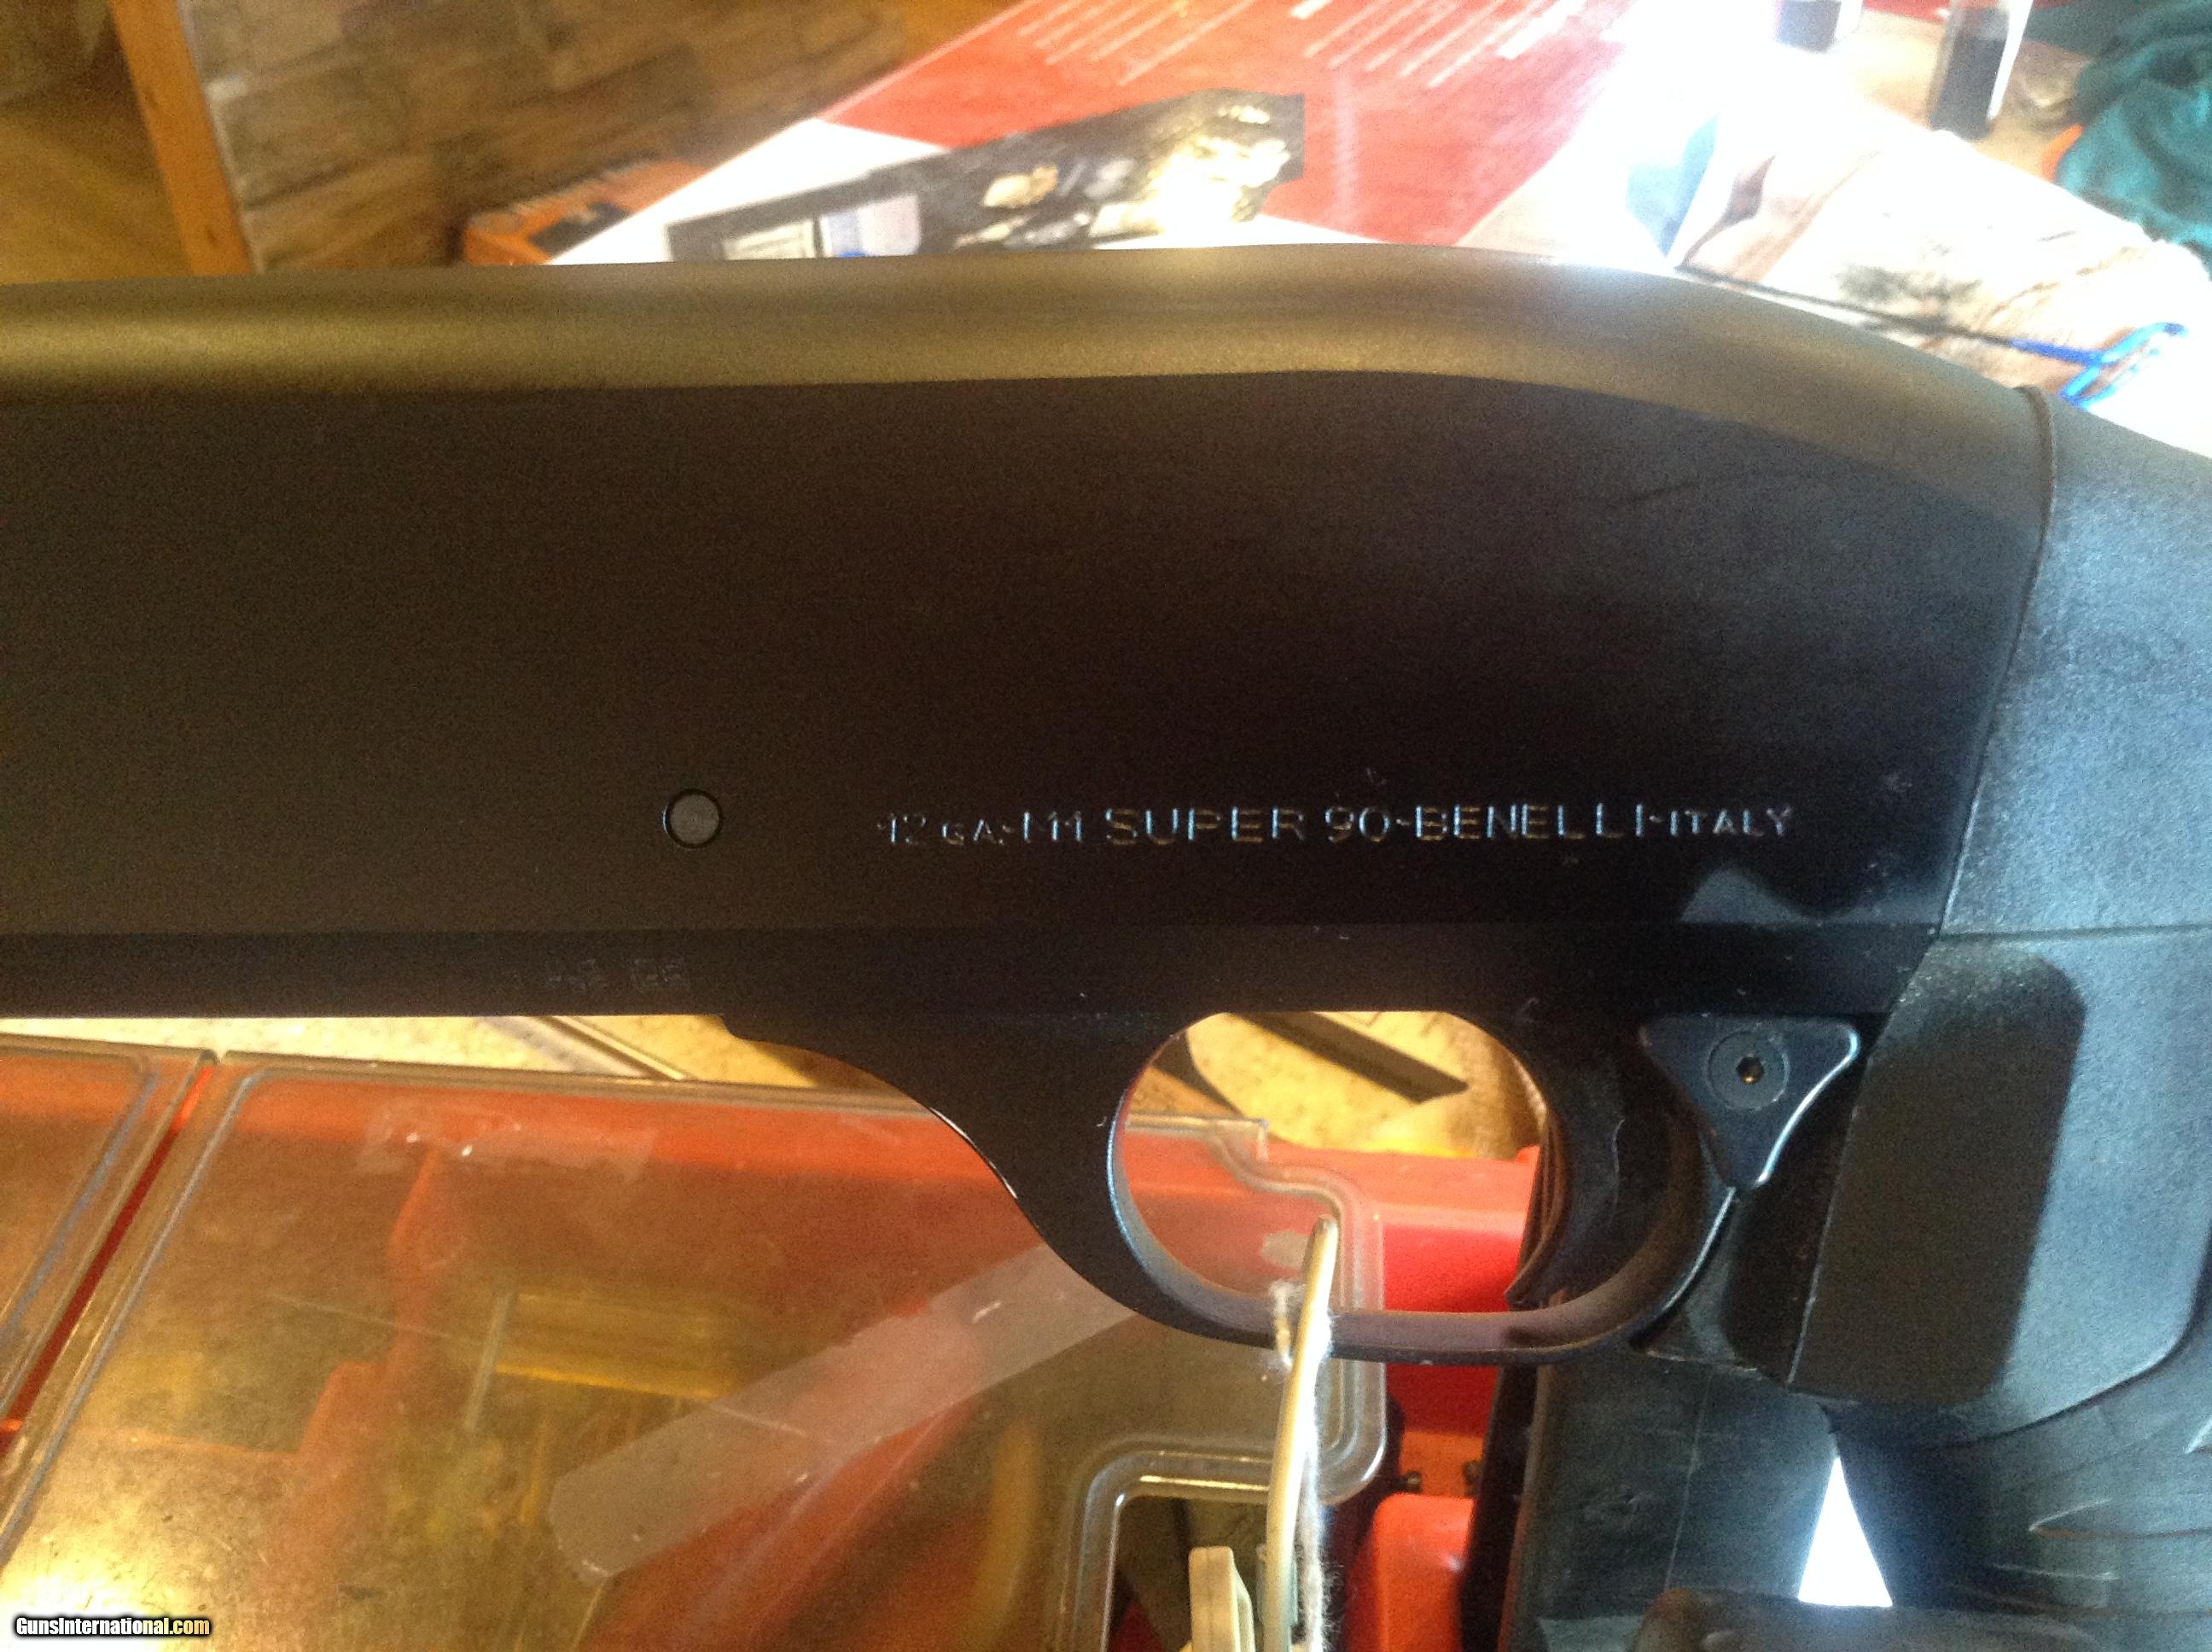 12 GA.-M1 SUPER 90-BENELLI-ITALY
GunsInternational.com